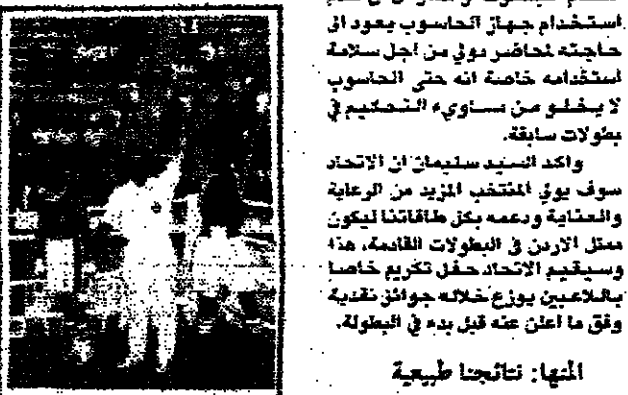 استخدام جهاز الحاسوب يعود الى
حاجته لمحاضر دولي من اجل سلامة
استخدامه خاصة انه حتى الحاسوب
لا يخلو من مساويء التحكيم في
بطولات سابقة.
واكد السيد سليمان ان الاتحاد
سوف يولي المنتخب المزيد من الرعاية
والعناية ودعمه بكل طاقاتنا ليكون
ممثل الاردن في البطولات القادمة، هذا
وسيقيم الاتحاد حفل تكريم خاصا
باللاعبين يوزع خلاله جوائز نقدية
وفق ما اعلن عنه قبل بدء في البطولة.
المنها: نتائجنا طبيعية